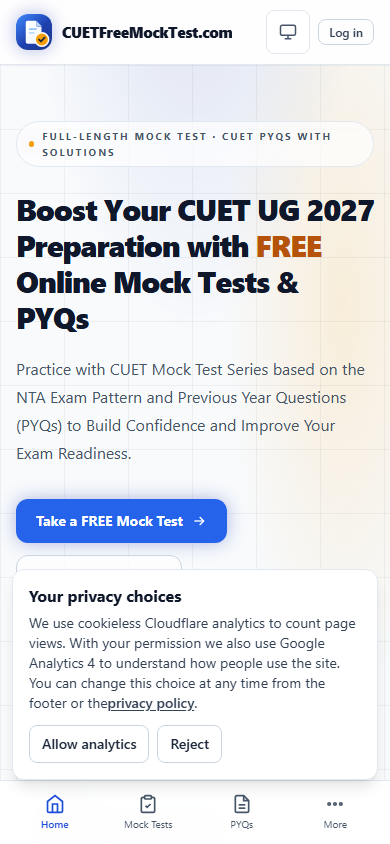 CUETFreeMockTest.com
Log in
FULL-LENGTH MOCK TEST · CUET PYQS WITH
SOLUTIONS
Boost Your CUET UG 2027
Preparation with FREE
Online Mock Tests &
PYQs
Practice with CUET Mock Test Series based on the
NTA Exam Pattern and Previous Year Questions
(PYQs) to Build Confidence and Improve Your
Exam Readiness.
Take a FREE Mock Test →
Your privacy choices
We use cookieless Cloudflare analytics to count page
views. With your permission we also use Google
Analytics 4 to understand how people use the site.
You can change this choice at any time from the
footer or theprivacy policy.
Allow analytics
Reject
Home
Mock Tests
PYQs
More